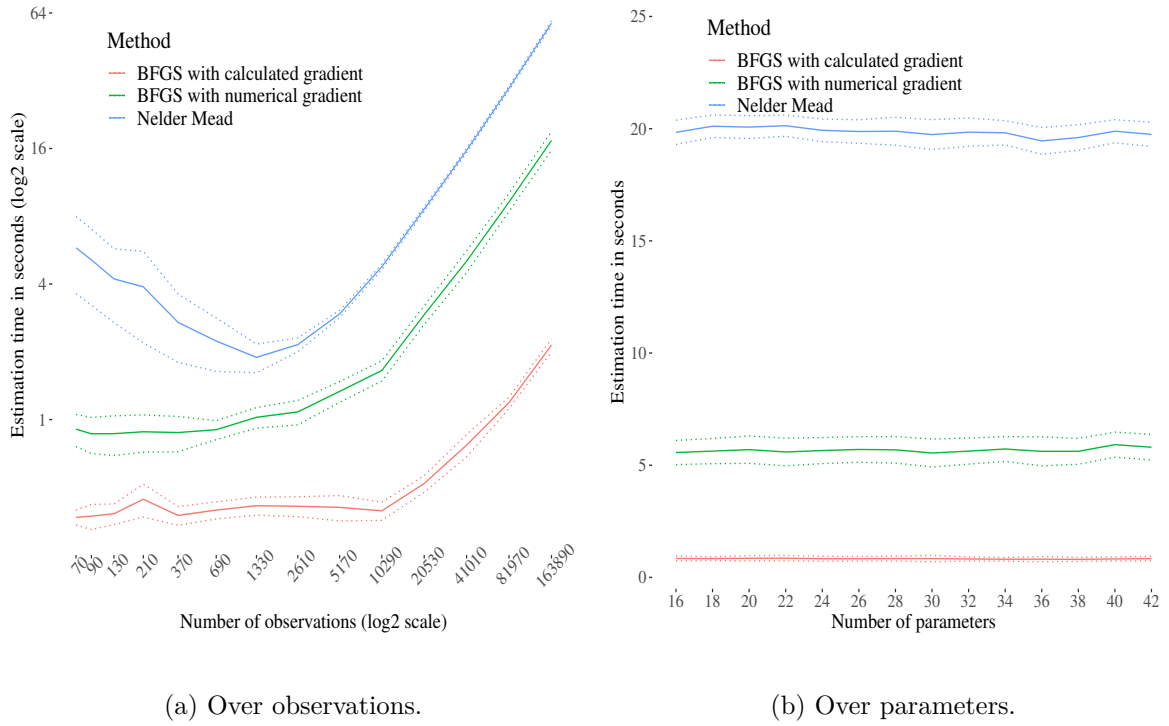 64
16
4
1
Estimation time in seconds (log2 scale)
Method
BFGS with calculated gradient
BFGS with numerical gradient
Nelder Mead
70
90
130
210
370
690
1330
2610
5170
10290
20530
41010
81970
163890
Number of observations (log2 scale)
(a) Over observations.
25
20
15
10
5
0
Estimation time in seconds
Method
BFGS with calculated gradient
BFGS with numerical gradient
Nelder Mead
16 18 20 22 24 26 28 30 32 34 36 38 40 42
Number of parameters
(b) Over parameters.